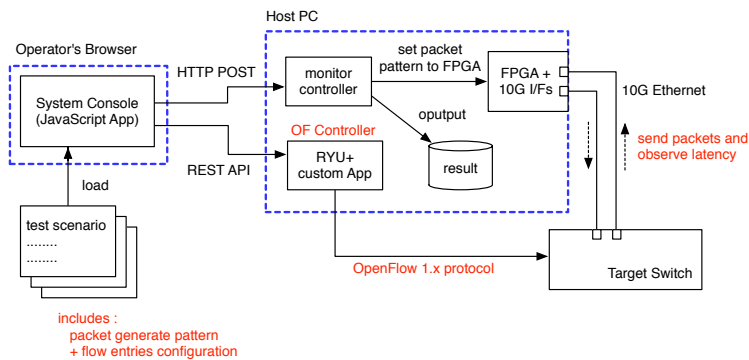 Host PC
Operator's Browser
HTTP POST
System Console
(JavaScript App)
monitor
controller
set packet
pattern to FPGA
FPGA +
10G I/Fs
10G Ethernet
oputput
OF Controller
RYU+
custom App
result
send packets and
observe latency
REST API
load
test scenario
........
........
OpenFlow 1.x protocol
Target Switch
includes :
packet generate pattern
+ flow entries configuration